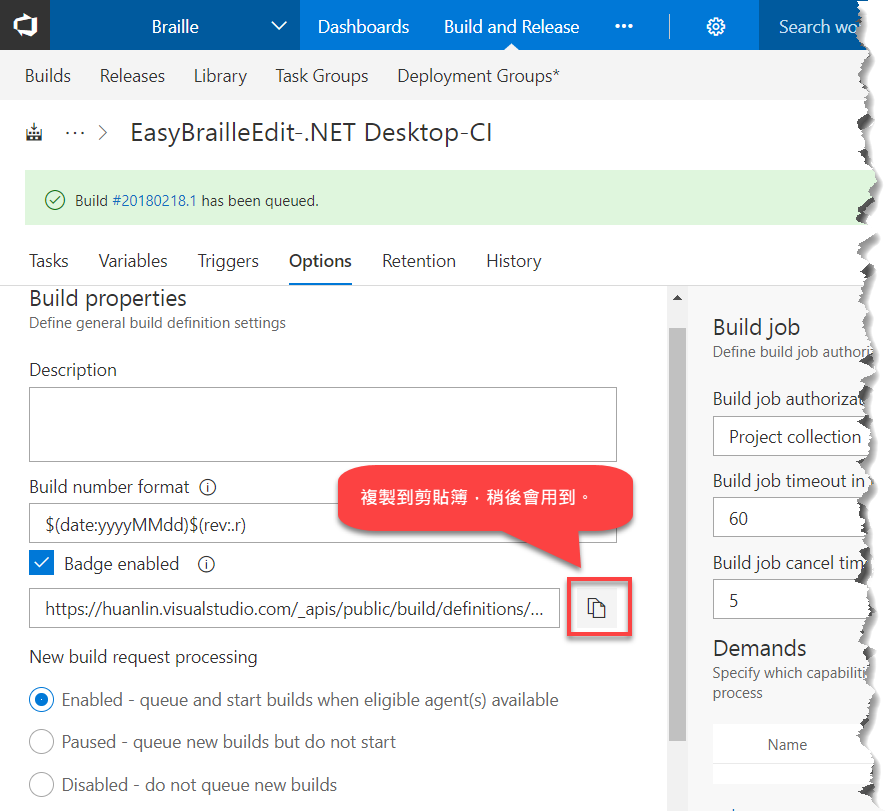 Braille Dashboards Build and Release ••• Search wo
Builds Releases Library Task Groups Deployment Groups*
··· > EasyBrailleEdit-.NET Desktop-CI
Build #20180218.1 has been queued.
Tasks Variables Triggers Options Retention History
Build properties
Define general build definition settings
Description
Build number format
$(date:yyyyMMdd)$(rev:.r)
複製到剪貼簿，稍後會用到。
Badge enabled
https://huanlin.visualstudio.com/_apis/public/build/definitions/...
New build request processing
Enabled - queue and start builds when eligible agent(s) available
Paused - queue new builds but do not start
Disabled - do not queue new builds
Build job
Define build job authori
Build job authorizat
Project collection
Build job timeout in
60
Build job cancel tim
5
Demands
Specify which capabiliti
process
Name